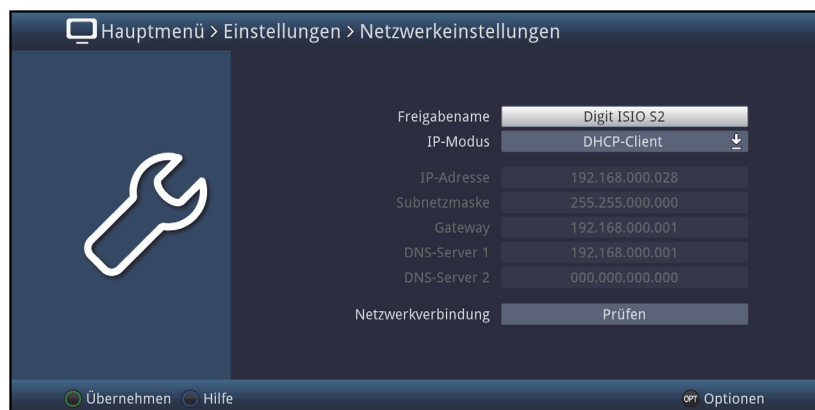 Hauptmenü > Einstellungen > Netzwerkeinstellungen
Freigabename Digit ISIO S2
IP-Modus DHCP-Client
IP-Adresse 192.168.000.028
Subnetzmaske 255.255.000.000
Gateway 192.168.000.001
DNS-Server 1 192.168.000.001
DNS-Server 2 000.000.000.000
Netzwerkverbindung Prüfen
Übernehmen Hilfe OPT Optionen